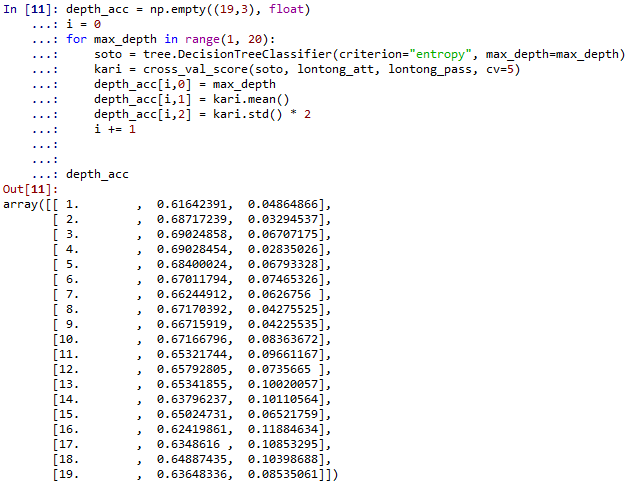 In [11]: depth_acc = np.empty((19,3), float)
    ...: i = 0
    ...: for max_depth in range(1, 20):
    ...:     soto = tree.DecisionTreeClassifier(criterion="entropy", max_depth=max_depth)
    ...:     kari = cross_val_score(soto, lontong_att, lontong_pass, cv=5)
    ...:     depth_acc[i,0] = max_depth
    ...:     depth_acc[i,1] = kari.mean()
    ...:     depth_acc[i,2] = kari.std() * 2
    ...:     i += 1
    ...:
    ...:
    ...: depth_acc
Out[11]:
array([[ 1.        ,  0.61642391,  0.04864866],
       [ 2.        ,  0.68717239,  0.03294537],
       [ 3.        ,  0.69024858,  0.06707175],
       [ 4.        ,  0.69028454,  0.02835026],
       [ 5.        ,  0.68400024,  0.06793328],
       [ 6.        ,  0.67011794,  0.07465326],
       [ 7.        ,  0.66244912,  0.0626756 ],
       [ 8.        ,  0.67170392,  0.04275525],
       [ 9.        ,  0.66715919,  0.04225535],
       [10.        ,  0.67166796,  0.08363672],
       [11.        ,  0.65321744,  0.09661167],
       [12.        ,  0.65792805,  0.0735665 ],
       [13.        ,  0.65341855,  0.10020057],
       [14.        ,  0.63796237,  0.10110564],
       [15.        ,  0.65024731,  0.06521759],
       [16.        ,  0.62419861,  0.11884634],
       [17.        ,  0.6348616 ,  0.10853295],
       [18.        ,  0.64887435,  0.10398688],
       [19.        ,  0.63648336,  0.08535061]])